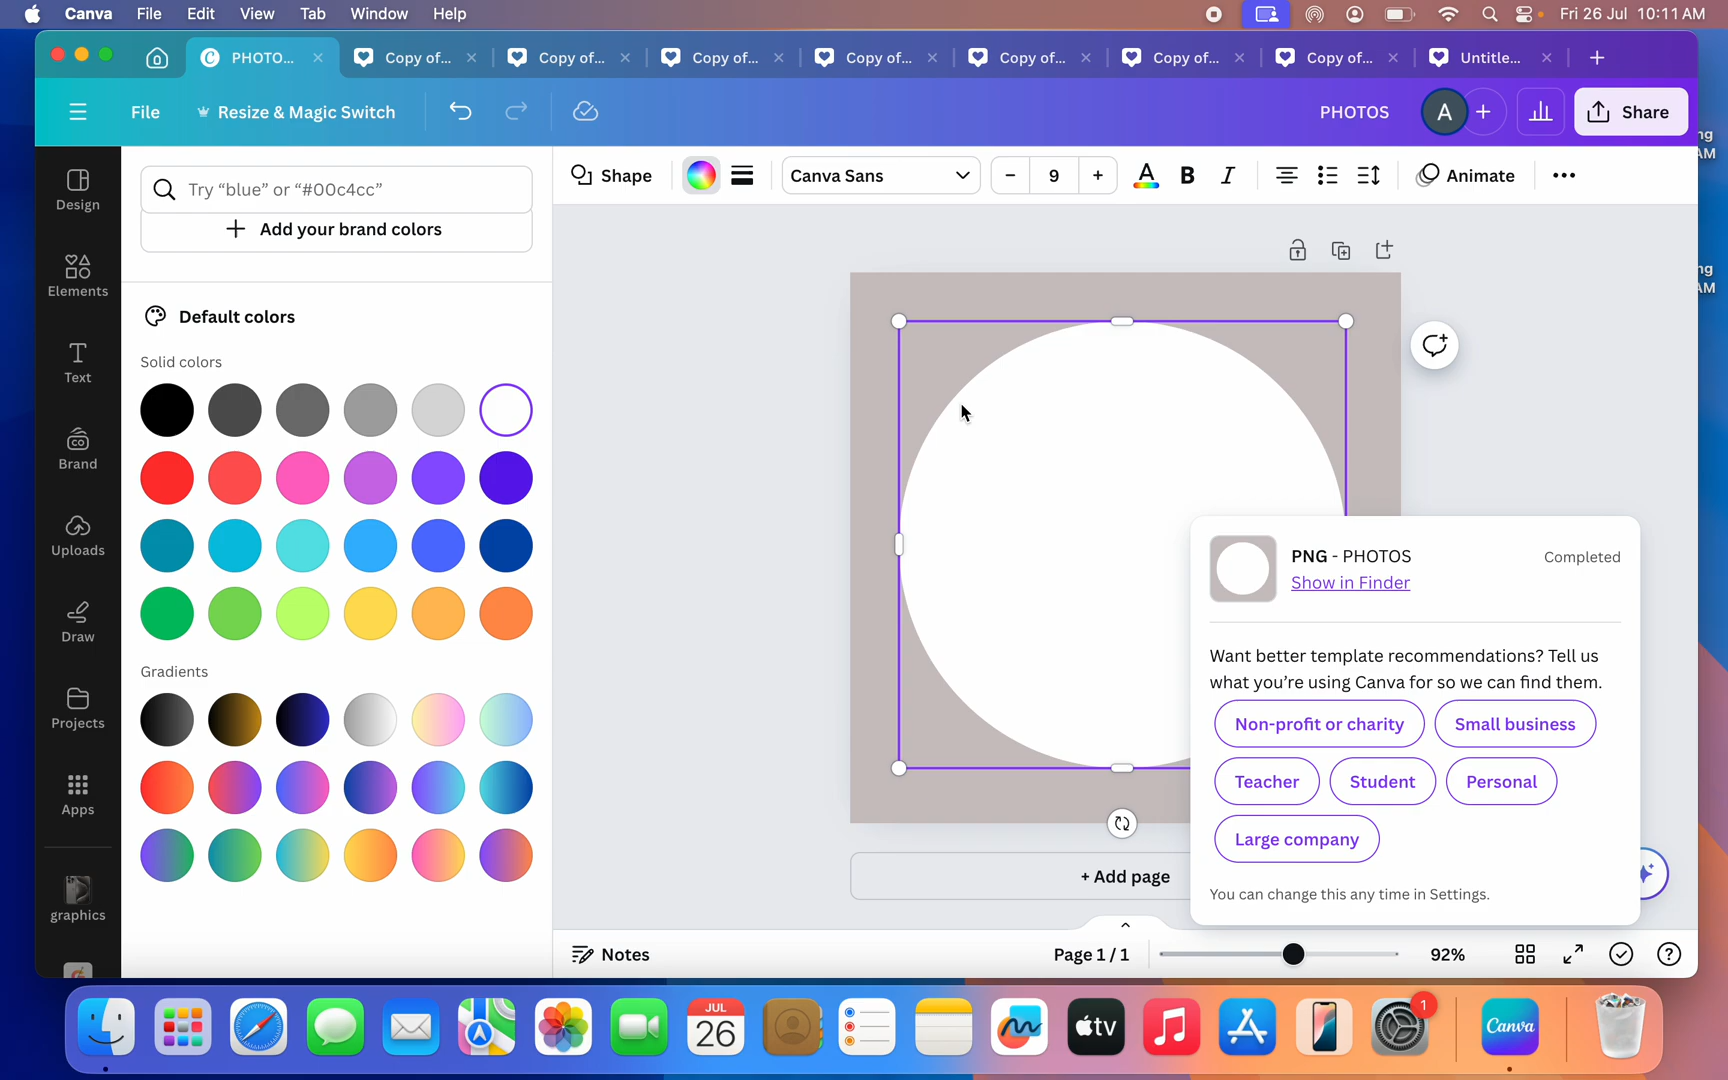 Canva File Edit View Tab Window Help Fri 26 Jul 10:11 AM
PHOTO... Copy of... Copy of... Copy of... Copy of... Copy of... Copy of... Copy of... Untitle...
File Resize & Magic Switch PHOTOS A Share
Design
Elements
Text
Brand
Uploads
Draw
Projects
Apps
graphics
Try “blue” or “#00c4cc”
Add your brand colors
Default colors
Solid colors
Gradients
Shape Canva Sans 9 A B I Animate
PNG - PHOTOS Completed
Show in Finder
Want better template recommendations? Tell us
what you’re using Canva for so we can find them.
Non-profit or charity Small business
Teacher Student Personal
Large company
You can change this any time in Settings.
+ Add page
Notes Page 1 / 1 92%
JUL
26
tv
1
Canva
ng
AM
ng
AM